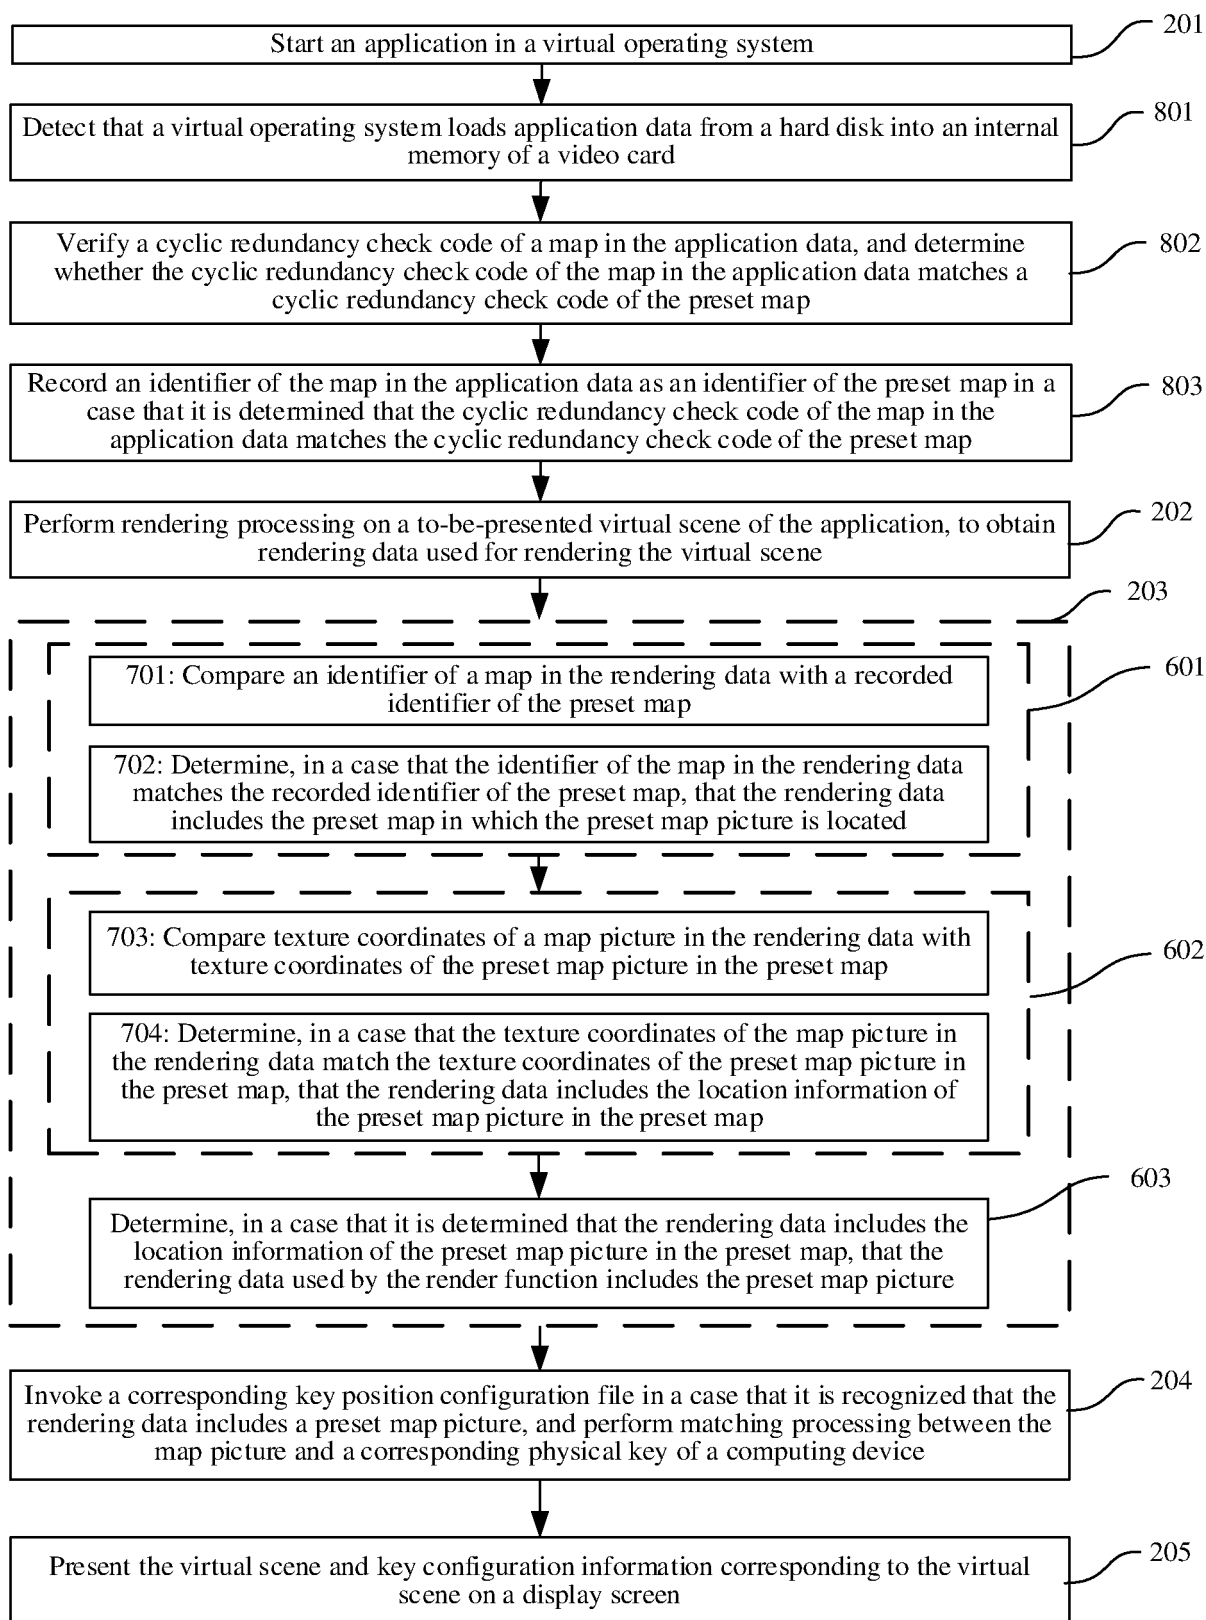 201
Start an application in a virtual operating system
801
Detect that a virtual operating system loads application data from a hard disk into an internal
memory of a video card
802
Verify a cyclic redundancy check code of a map in the application data, and determine
whether the cyclic redundancy check code of the map in the application data matches a
cyclic redundancy check code of the preset map
803
Record an identifier of the map in the application data as an identifier of the preset map in a
case that it is determined that the cyclic redundancy check code of the map in the
application data matches the cyclic redundancy check code of the preset map
202
Perform rendering processing on a to-be-presented virtual scene of the application, to obtain
rendering data used for rendering the virtual scene
203
601
701: Compare an identifier of a map in the rendering data with a recorded
identifier of the preset map
702: Determine, in a case that the identifier of the map in the rendering data
matches the recorded identifier of the preset map, that the rendering data
includes the preset map in which the preset map picture is located
602
703: Compare texture coordinates of a map picture in the rendering data with
texture coordinates of the preset map picture in the preset map
704: Determine, in a case that the texture coordinates of the map picture in
the rendering data match the texture coordinates of the preset map picture in
the preset map, that the rendering data includes the location information of
the preset map picture in the preset map
603
Determine, in a case that it is determined that the rendering data includes the
location information of the preset map picture in the preset map, that the
rendering data used by the render function includes the preset map picture
204
Invoke a corresponding key position configuration file in a case that it is recognized that the
rendering data includes a preset map picture, and perform matching processing between the
map picture and a corresponding physical key of a computing device
205
Present the virtual scene and key configuration information corresponding to the virtual
scene on a display screen